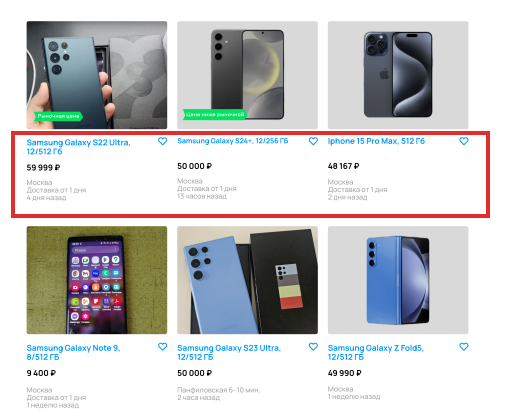 Рыночная цена
Цена ниже рыночной
Samsung Galaxy S22 Ultra,
12/512 Гб
59 999 ₽
Москва
Доставка от 1 дня
4 дня назад
Samsung Galaxy S24+, 12/256 ГБ
50 000 ₽
Москва
Доставка от 1 дня
13 часов назад
Iphone 15 Pro Max, 512 Гб
48 167 ₽
Москва
Доставка от 1 дня
2 дня назад
Samsung Galaxy Note 9,
8/512 ГБ
9 400 ₽
Москва
Доставка от 1 дня
1 неделю назад
Samsung Galaxy S23 Ultra,
12/512 ГБ
50 000 ₽
Панфиловская 6–10 мин.
2 часа назад
Samsung Galaxy Z Fold5,
12/512 ГБ
49 990 ₽
Москва
1 неделю назад